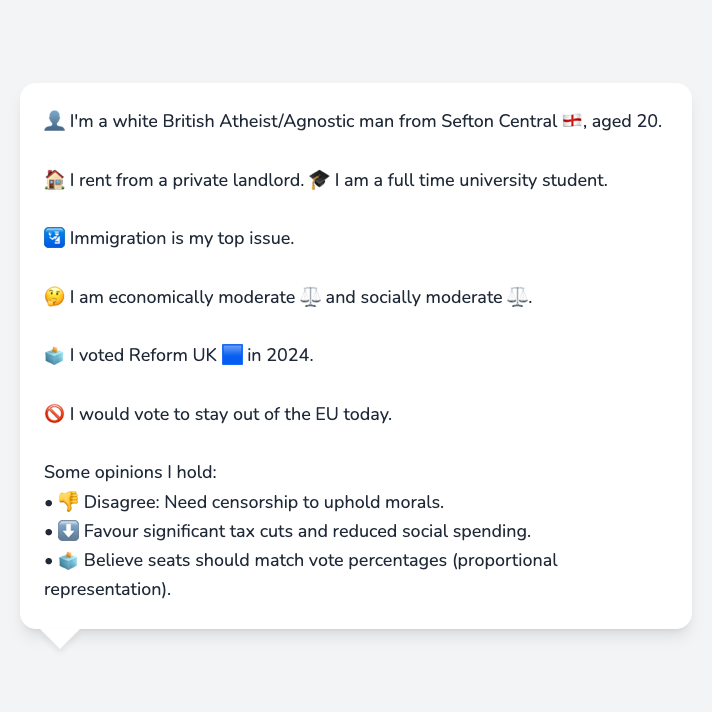 👤 I'm a white British Atheist/Agnostic man from Sefton Central 🏴󠁧󠁢󠁥󠁮󠁧󠁿, aged 20.
🏠 I rent from a private landlord. 🎓 I am a full time university student.
🛂 Immigration is my top issue.
🤔 I am economically moderate ⚖️ and socially moderate ⚖️.
🗳️ I voted Reform UK 🟦 in 2024.
🚫 I would vote to stay out of the EU today.
Some opinions I hold:
• 👎 Disagree: Need censorship to uphold morals.
• ⬇️ Favour significant tax cuts and reduced social spending.
• 🗳️ Believe seats should match vote percentages (proportional
representation).